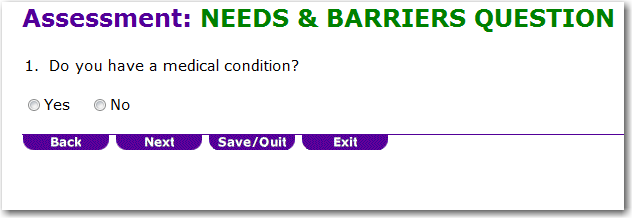 Assessment: NEEDS & BARRIERS QUESTION
1. Do you have a medical condition?
Yes No
Back Next Save/Quit Exit